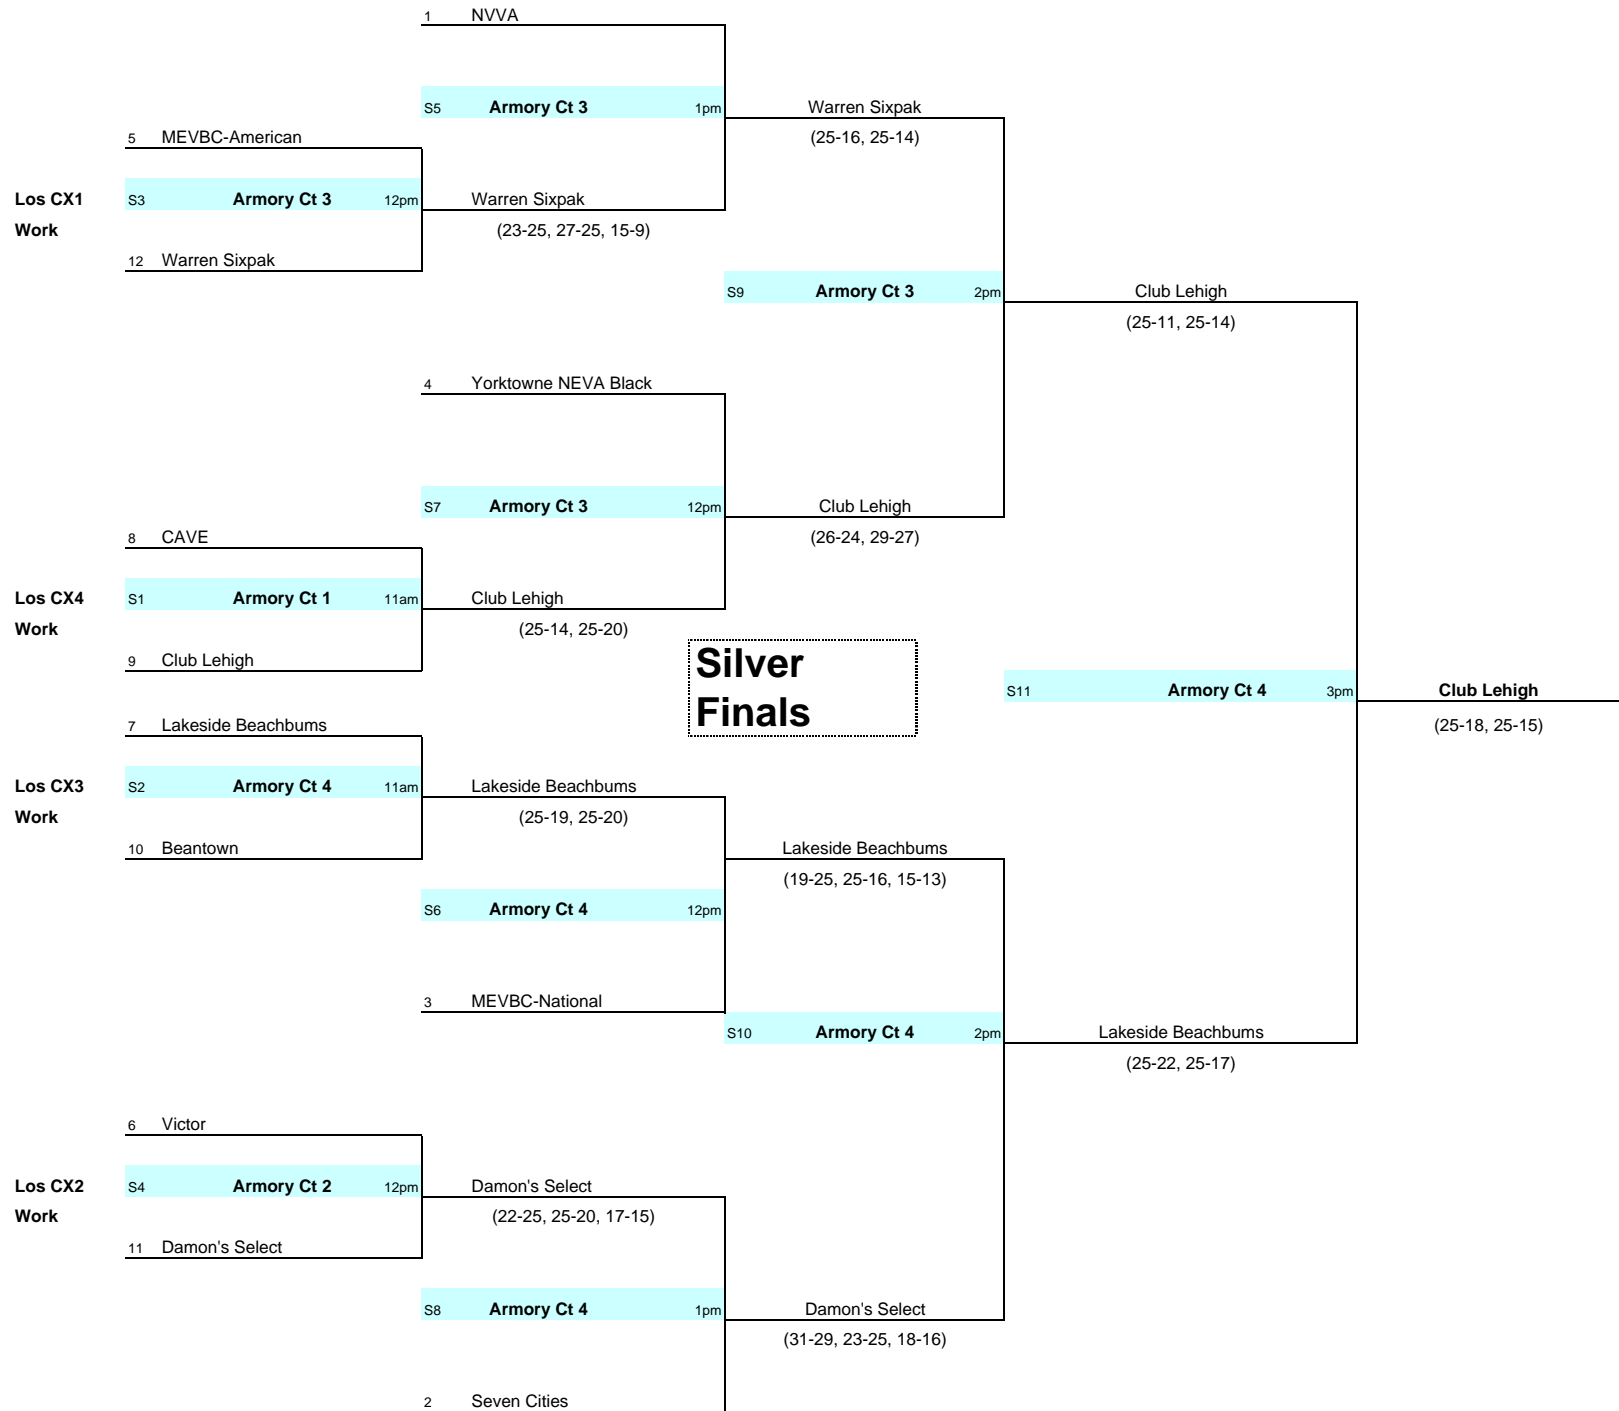 1 NVVA
S5 Armory Ct 3 1pm Warren Sixpak
5 MEVBC-American (25-16, 25-14)
Los CX1 S3 Armory Ct 3 12pm Warren Sixpak
Work (23-25, 27-25, 15-9)
12 Warren Sixpak
S9 Armory Ct 3 2pm Club Lehigh
(25-11, 25-14)
4 Yorktowne NEVA Black
S7 Armory Ct 3 12pm Club Lehigh
8 CAVE (26-24, 29-27)
Los CX4 S1 Armory Ct 1 11am Club Lehigh
Work (25-14, 25-20)
9 Club Lehigh
Silver
Finals
S11 Armory Ct 4 3pm Club Lehigh
7 Lakeside Beachbums (25-18, 25-15)
Los CX3 S2 Armory Ct 4 11am Lakeside Beachbums
Work (25-19, 25-20)
10 Beantown Lakeside Beachbums
(19-25, 25-16, 15-13)
S6 Armory Ct 4 12pm
3 MEVBC-National
S10 Armory Ct 4 2pm Lakeside Beachbums
(25-22, 25-17)
6 Victor
Los CX2 S4 Armory Ct 2 12pm Damon's Select
Work (22-25, 25-20, 17-15)
11 Damon's Select
S8 Armory Ct 4 1pm Damon's Select
(31-29, 23-25, 18-16)
2 Seven Cities